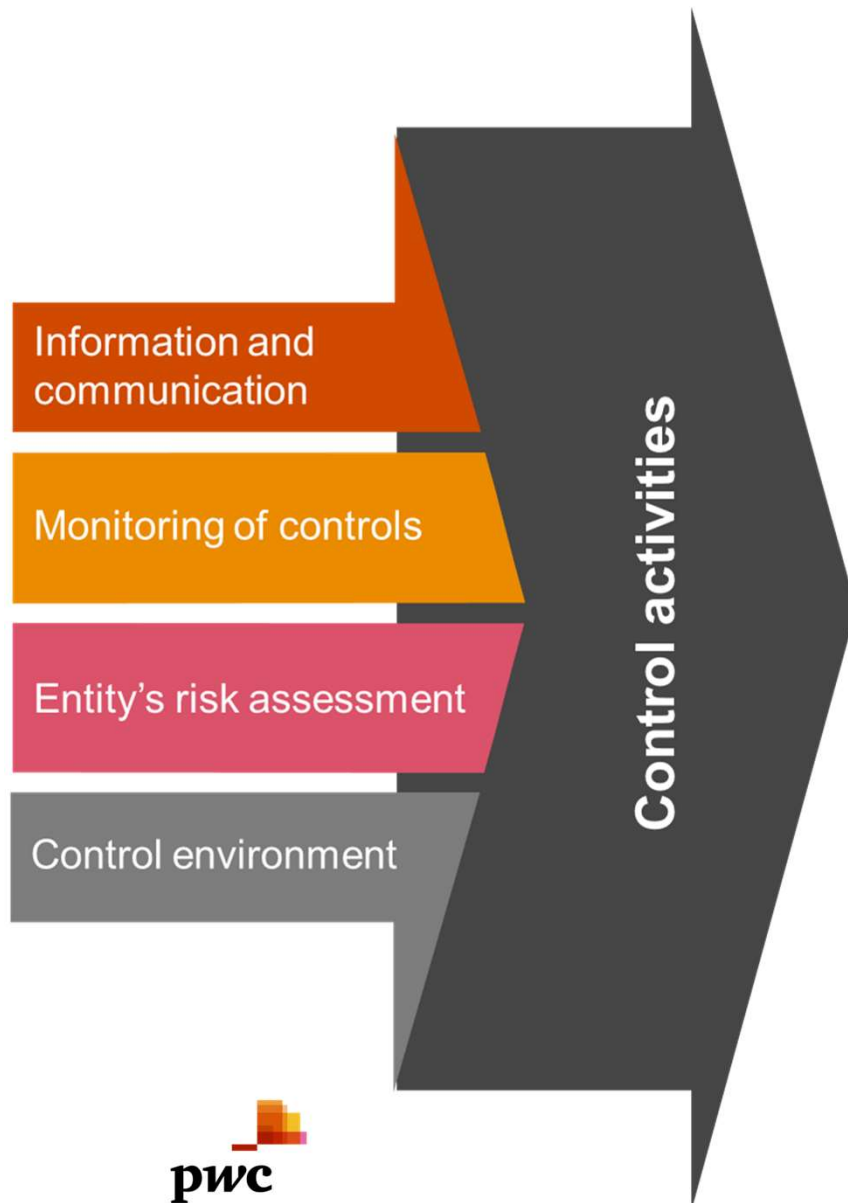 Information and
communication
Monitoring of controls
Entity’s risk assessment
Control environment
Control activities
pwc